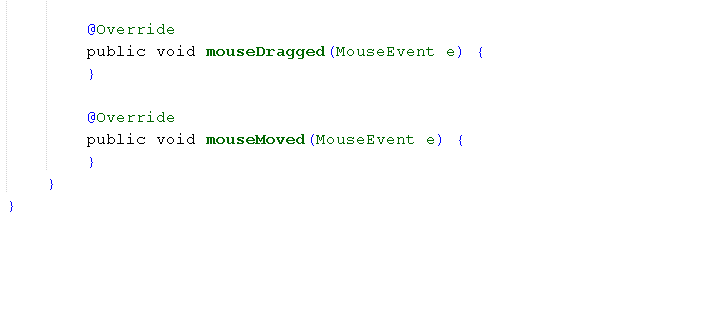 @Override
public void mouseDragged(MouseEvent e) {
}
@Override
public void mouseMoved(MouseEvent e) {
}
}
}